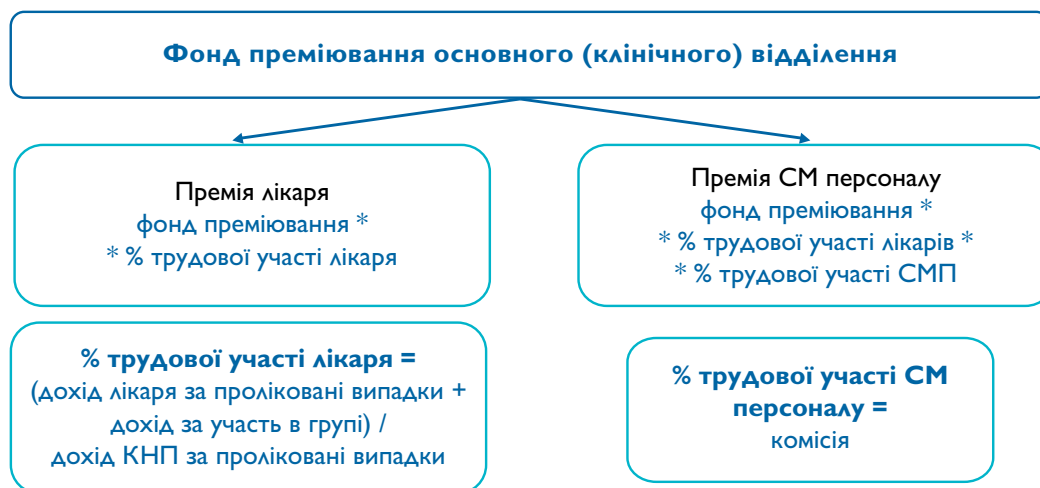 Фонд преміювання основного (клінічного) відділення
Премія лікаря
фонд преміювання *
* % трудової участі лікаря
Премія СМ персоналу
фонд преміювання *
* % трудової участі лікарів *
* % трудової участі СМП
% трудової участі лікаря =
(дохід лікаря за проліковані випадки +
дохід за участь в групі) /
дохід КНП за проліковані випадки
% трудової участі СМ
персоналу =
комісія